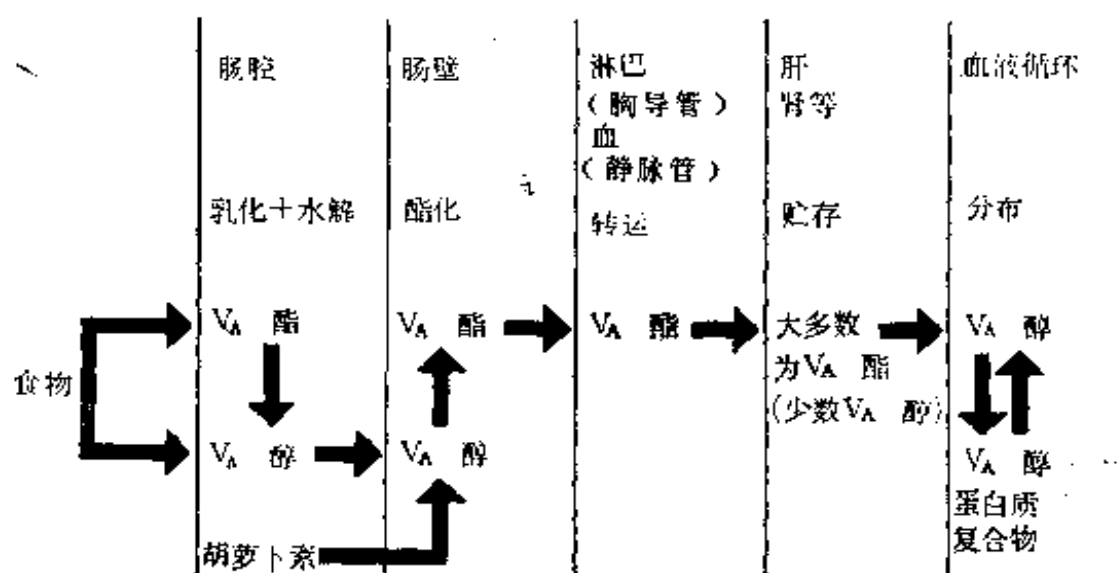 肠腔
肠壁
淋巴
（胸导管）
血
（静脉管）
肝
肾等
血液循环
乳化＋水解
酯化
转运
贮存
分布
食物
VA 酯
VA 酯
VA 酯
大多数
为VA 酯
(少数VA 醇)
VA 醇
VA 醇
VA 醇
VA 醇
蛋白质
复合物
胡萝卜素